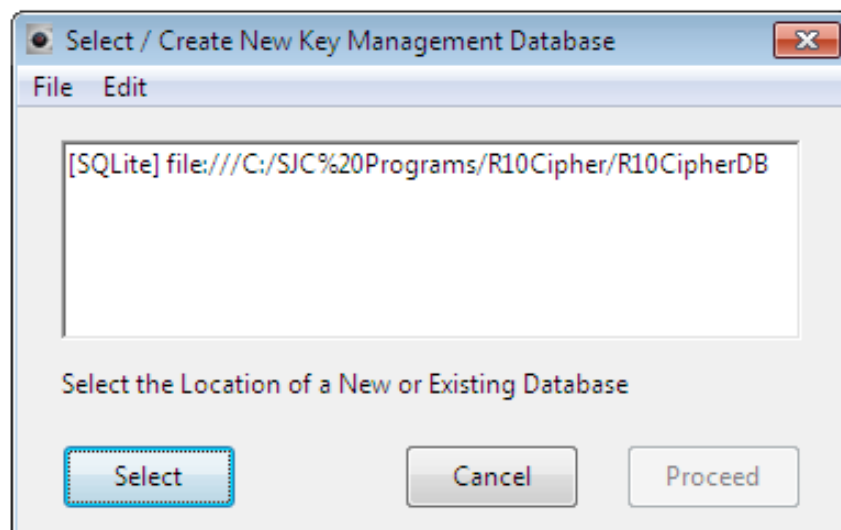 Select / Create New Key Management Database
File Edit
[SQLite] file:///C:/SJC%20Programs/R10Cipher/R10CipherDB
Select the Location of a New or Existing Database
Select Cancel Proceed